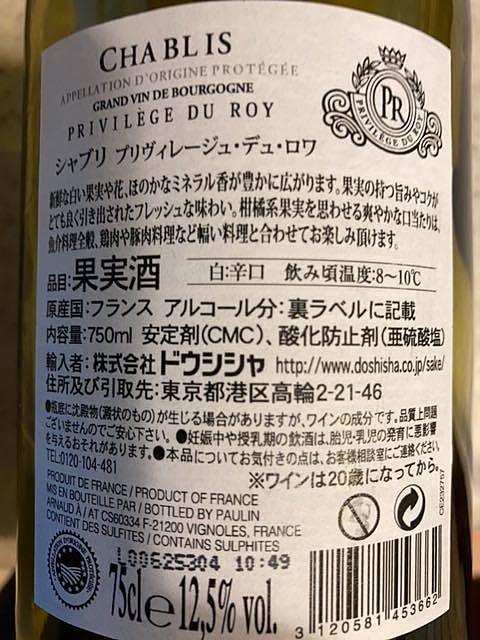 CHABLIS
APPELLATION D'ORIGINE PROTÉGÉE
GRAND VIN DE BOURGOGNE
PRIVILÈGE DU ROY
PR
PRIVILÈGE DU ROY
シャブリ プリヴィレージュ・デュ・ロワ
新鮮な白い果実や花、ほのかなミネラル香が豊かに広がります。果実の持つ旨みやコクが
とても良く引き出されたフレッシュな味わい。柑橘系果実を思わせる爽やかな口当たりは、
魚介料理全般、鶏肉や豚肉料理など幅い料理と合わせてお楽しみ頂けます。
品目:果実酒
白:辛口 飲み頃温度:8~10℃
原産国:フランス アルコール分:裏ラベルに記載
内容量:750ml 安定剤(CMC)、酸化防止剤(亜硫酸塩)
輸入者:株式会社ドウシシャ http://www.doshisha.co.jp/sake/
住所及び引取先:東京都港区高輪2-21-46
●瓶底に沈殿物(澱状のもの)が生じる場合がありますが、ワインの成分です。品質上問題
ございませんのでご安心下さい。 ●妊娠中や授乳期の飲酒は、胎児・乳児の発育に悪影響
を与えるおそれがあります。●本品についてお気付きの点は、お客様相談室にご連絡ください。
TEL:0120-104-481
※ワインは20歳になってから。
PRODUIT DE FRANCE / PRODUCT OF FRANCE
MIS EN BOUTEILLE PAR / BOTTLED BY PAULIN
ARNAUD À / AT CS60334 F-21200 VIGNOLES, FRANCE
CONTIENT DES SULFITES / CONTAINS SULPHITES
CE232757
L00625304 10:49
APPELLATION D'ORIGINE PROTÉGÉE
75cl e 12,5% vol.
3 120581 453662